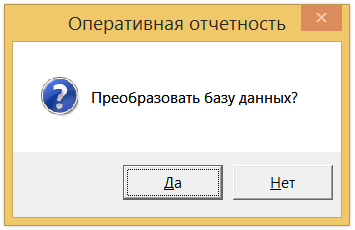 Оперативная отчетность
Преобразовать базу данных?
Да
Нет